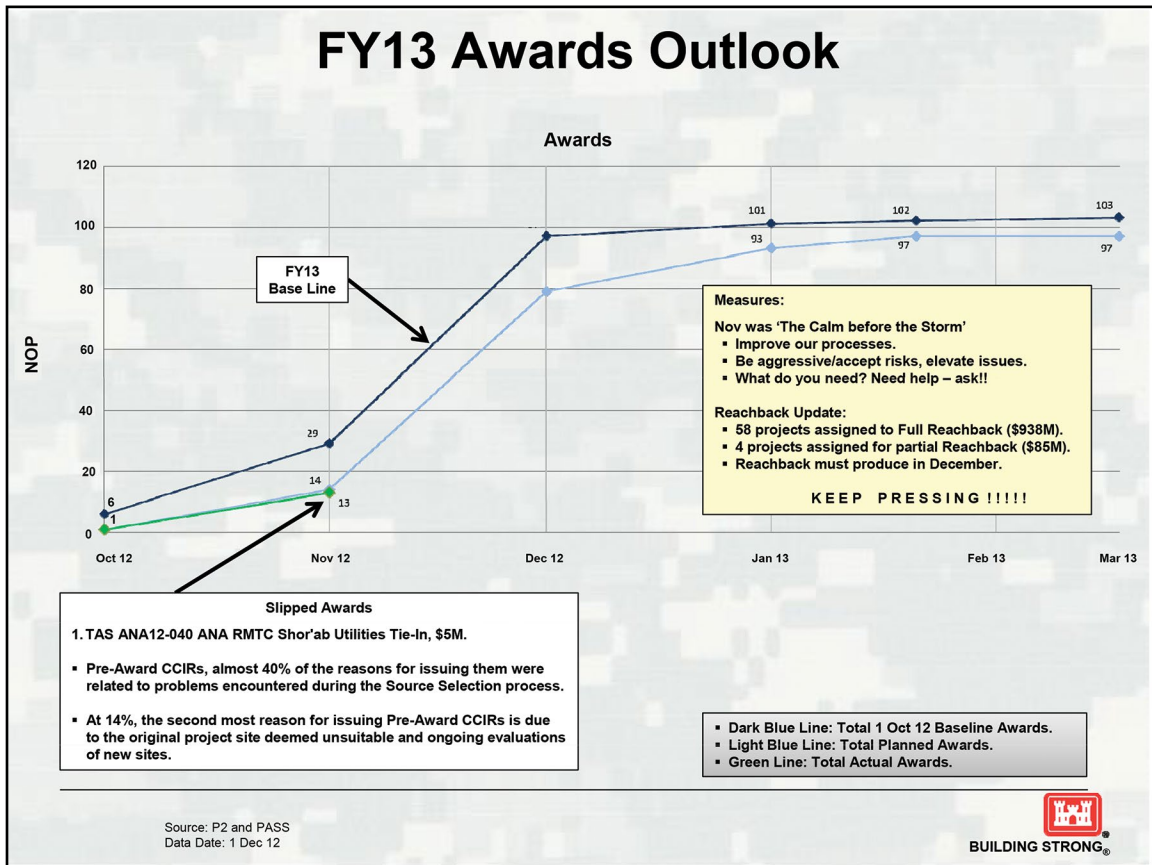 FY13 Awards Outlook
Awards
120
100
80
60
40
20
0
NOP
FY13
Base Line
6
1
29
14
13
101
93
102
97
103
97
Oct 12
Nov 12
Dec 12
Jan 13
Feb 13
Mar 13
Measures:
Nov was ‘The Calm before the Storm’
▪ Improve our processes.
▪ Be aggressive/accept risks, elevate issues.
▪ What do you need? Need help – ask!!
Reachback Update:
▪ 58 projects assigned to Full Reachback ($938M).
▪ 4 projects assigned for partial Reachback ($85M).
▪ Reachback must produce in December.
KEEP PRESSING !!!!!
Slipped Awards
1. TAS ANA12-040 ANA RMTC Shor'ab Utilities Tie-In, $5M.
▪ Pre-Award CCIRs, almost 40% of the reasons for issuing them were
related to problems encountered during the Source Selection process.
▪ At 14%, the second most reason for issuing Pre-Award CCIRs is due
to the original project site deemed unsuitable and ongoing evaluations
of new sites.
▪ Dark Blue Line: Total 1 Oct 12 Baseline Awards.
▪ Light Blue Line: Total Planned Awards.
▪ Green Line: Total Actual Awards.
Source: P2 and PASS
Data Date: 1 Dec 12
®
BUILDING STRONG®